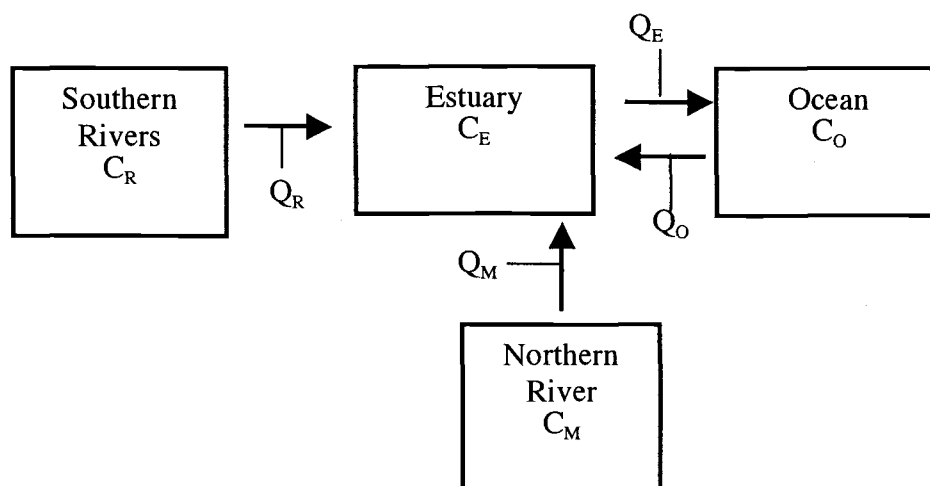 Q_E
Southern
Rivers
C_R
Estuary
C_E
Ocean
C_O
Q_R
Q_O
Q_M
Northern
River
C_M